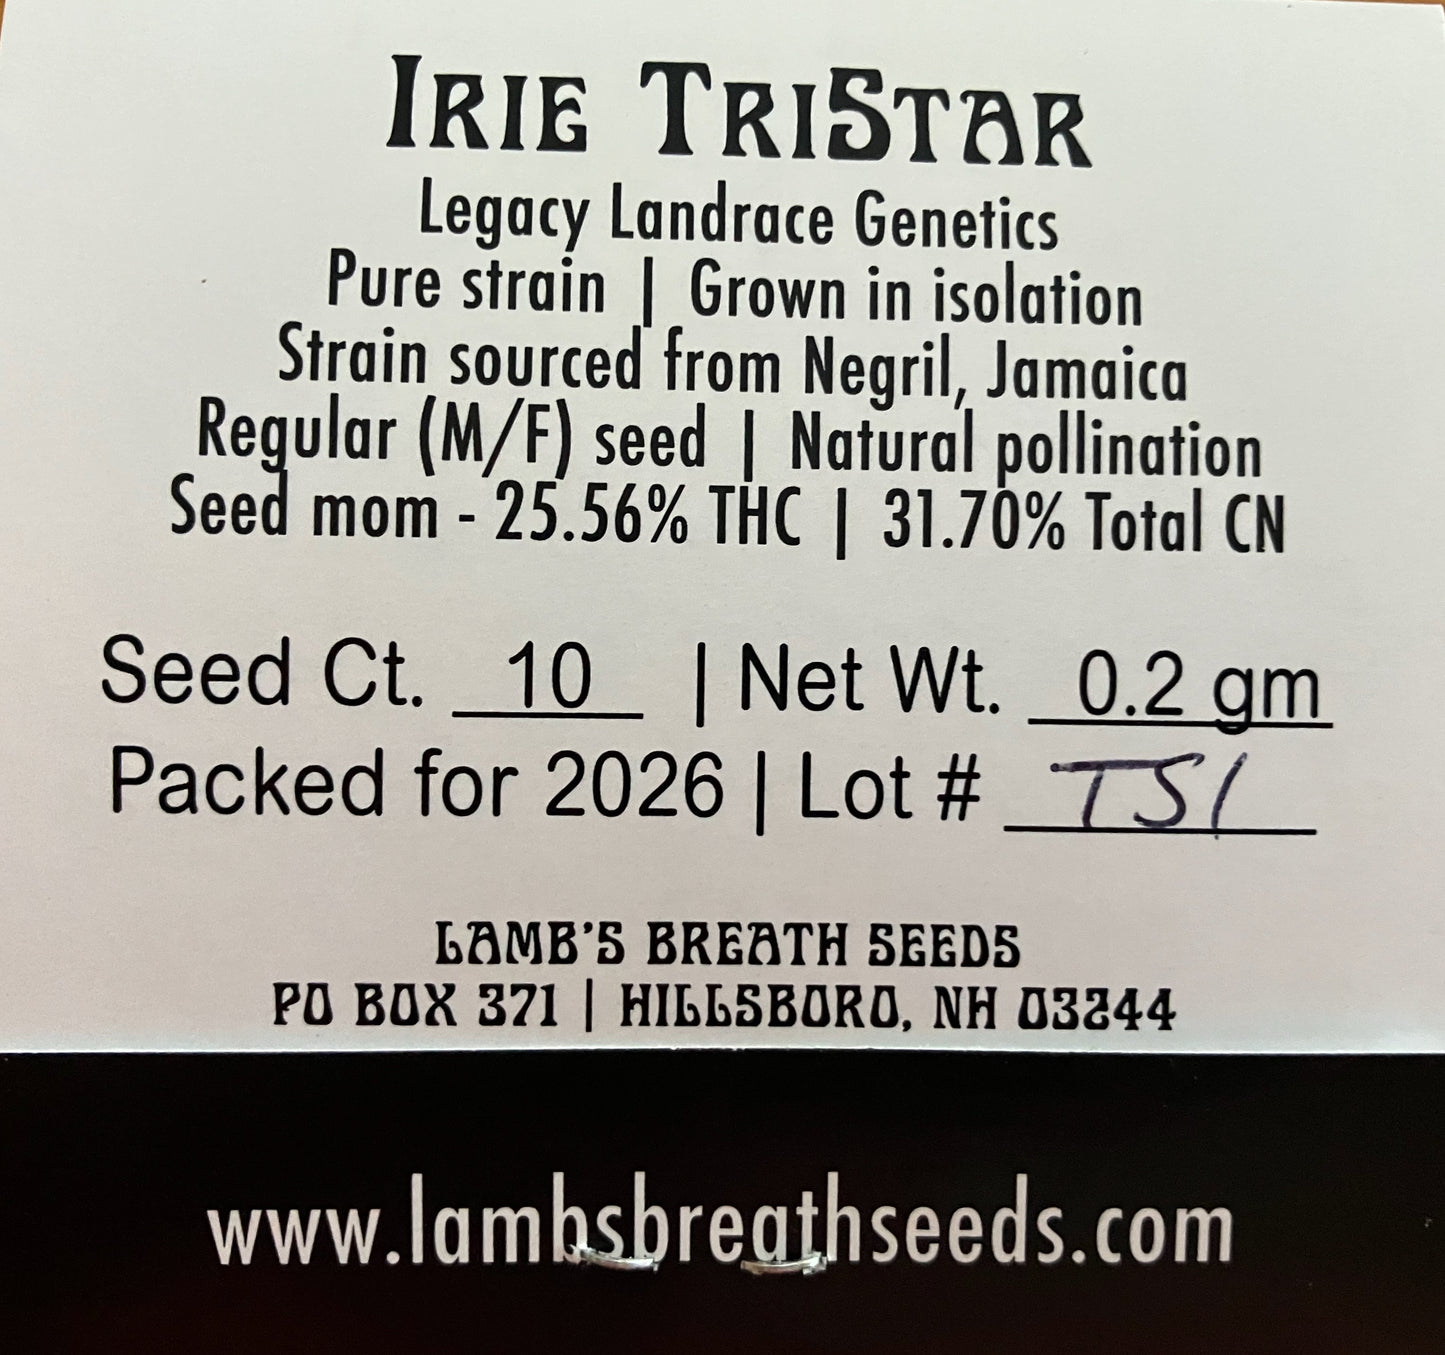 IRIE TRISTAR
Legacy Landrace Genetics
Pure strain | Grown in isolation
Strain sourced from Negril, Jamaica
Regular (M/F) seed | Natural pollination
Seed mom - 25.56% THC | 31.70% Total CN
Seed Ct. 10 | Net Wt. 0.2 gm
Packed for 2026 | Lot # TS1
LAMB'S BREATH SEEDS
PO BOX 371 | HILLSBORO, NH 03244
www.lambsbreathseeds.com